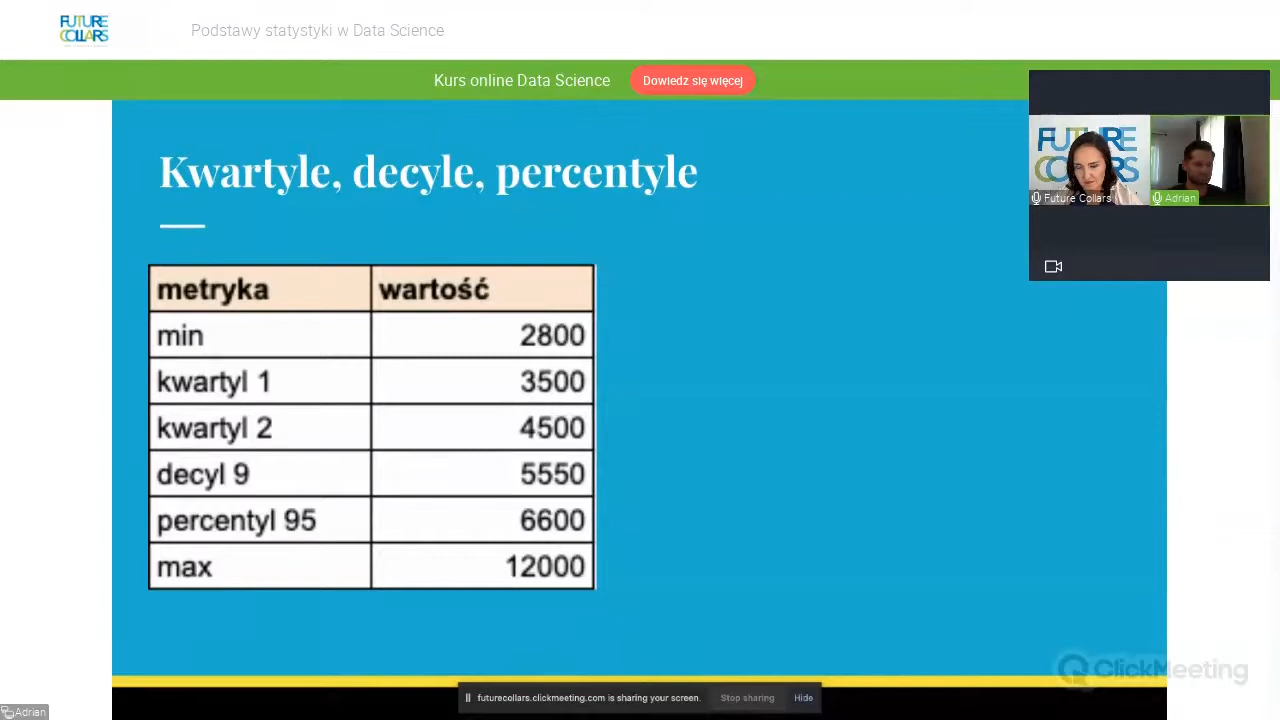 FUTURE
COLLARS
Podstawy statystyki w Data Science
Kurs online Data Science
Dowiedz się więcej
FUTURE
COLLARS
Future Collars
Adrian
Kwartyle, decyle, percentyle
metryka wartość
min 2800
kwartyl 1 3500
kwartyl 2 4500
decyl 9 5550
percentyl 95 6600
max 12000
ClickMeeting
futurecollars.clickmeeting.com is sharing your screen. Stop sharing Hide
Adrian